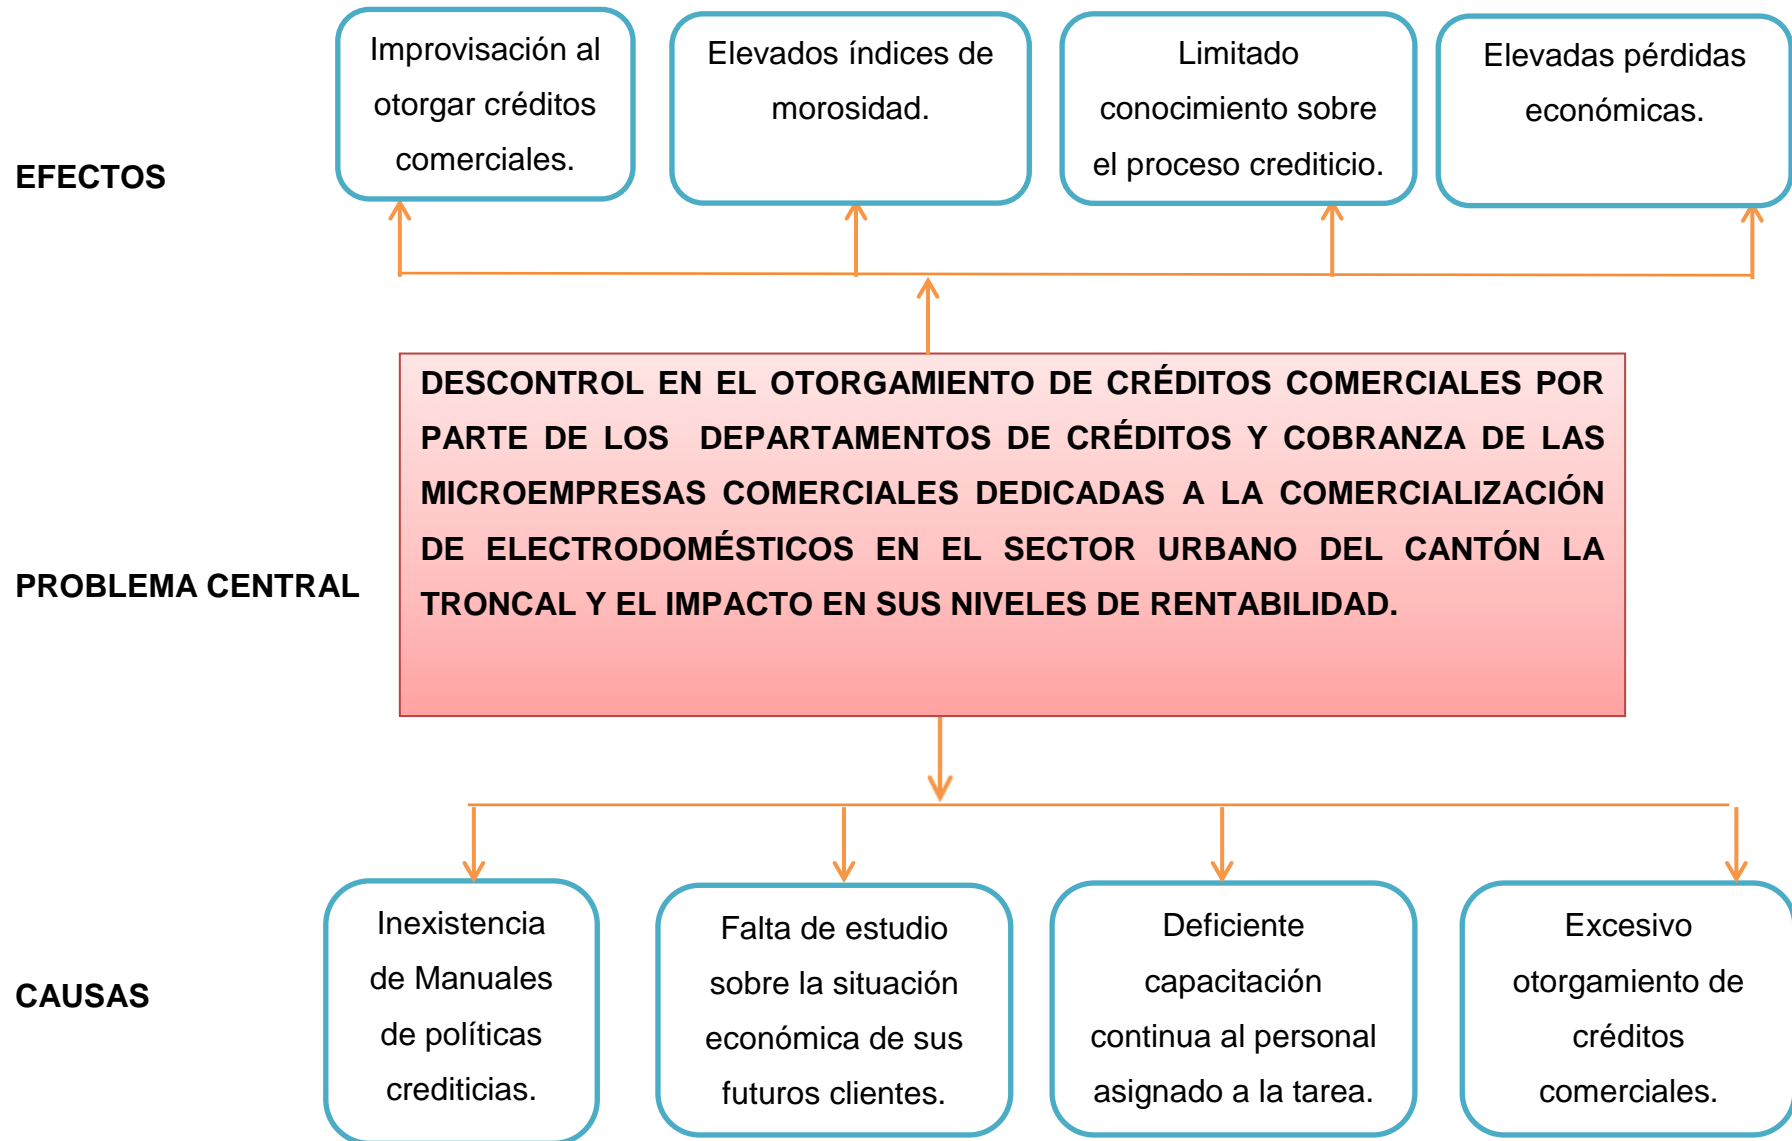 Improvisación al
otorgar créditos
comerciales.
Elevados índices de
morosidad.
Limitado
conocimiento sobre
el proceso crediticio.
Elevadas pérdidas
económicas.
EFECTOS
DESCONTROL EN EL OTORGAMIENTO DE CRÉDITOS COMERCIALES POR
PARTE DE LOS DEPARTAMENTOS DE CRÉDITOS Y COBRANZA DE LAS
MICROEMPRESAS COMERCIALES DEDICADAS A LA COMERCIALIZACIÓN
DE ELECTRODOMÉSTICOS EN EL SECTOR URBANO DEL CANTÓN LA
TRONCAL Y EL IMPACTO EN SUS NIVELES DE RENTABILIDAD.
PROBLEMA CENTRAL
Inexistencia
de Manuales
de políticas
crediticias.
Falta de estudio
sobre la situación
económica de sus
futuros clientes.
Deficiente
capacitación
continua al personal
asignado a la tarea.
Excesivo
otorgamiento de
créditos
comerciales.
CAUSAS